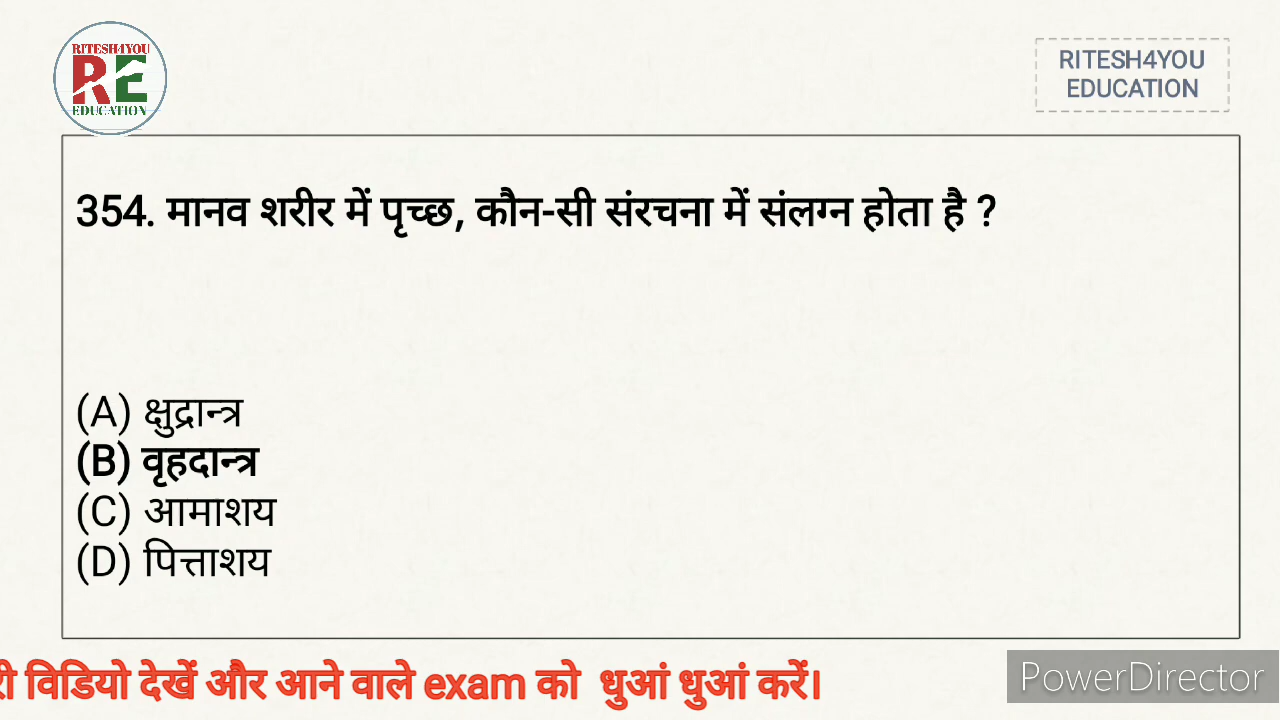 RITESH4YOU
RE
EDUCATION
RITESH4YOU
EDUCATION
354. मानव शरीर में पृच्छ, कौन-सी संरचना में संलग्न होता है ?
(A) क्षुद्रान्त्र
(B) वृहदान्त्र
(C) आमाशय
(D) पित्ताशय
री विडियो देखें और आने वाले exam को धुआं धुआं करें।
PowerDirector